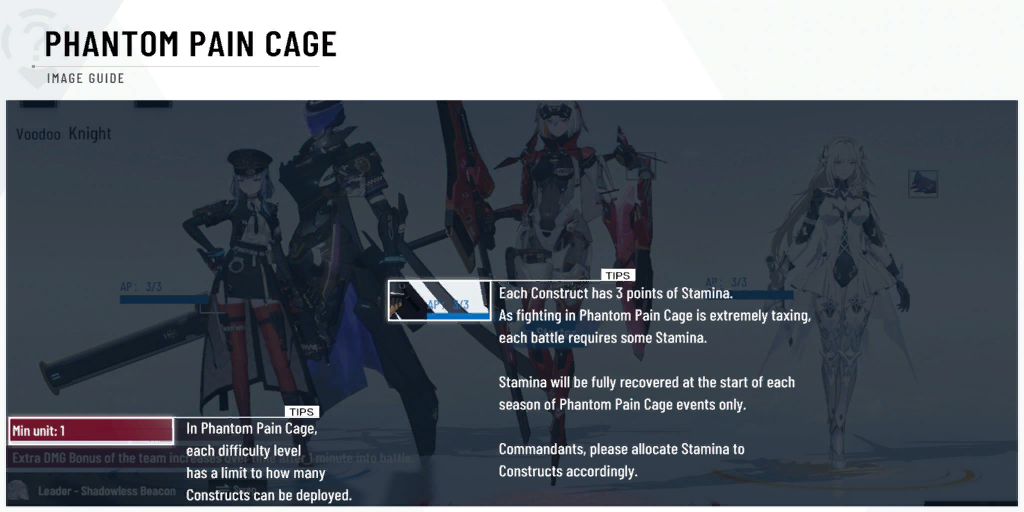 PHANTOM PAIN CAGE
IMAGE GUIDE
Voodoo Knight
AP: 3/3
AP: 3/3
AP: 3/3
TIPS
Each Construct has 3 points of Stamina.
As fighting in Phantom Pain Cage is extremely taxing,
each battle requires some Stamina.
Stamina will be fully recovered at the start of each
season of Phantom Pain Cage events only.
Commandants, please allocate Stamina to
Constructs accordingly.
TIPS
Min unit: 1
In Phantom Pain Cage,
each difficulty level
has a limit to how many
Constructs can be deployed.
Extra DMG Bonus of the team increases over time after 1 minute into battle.
Leader - Shadowless Beacon